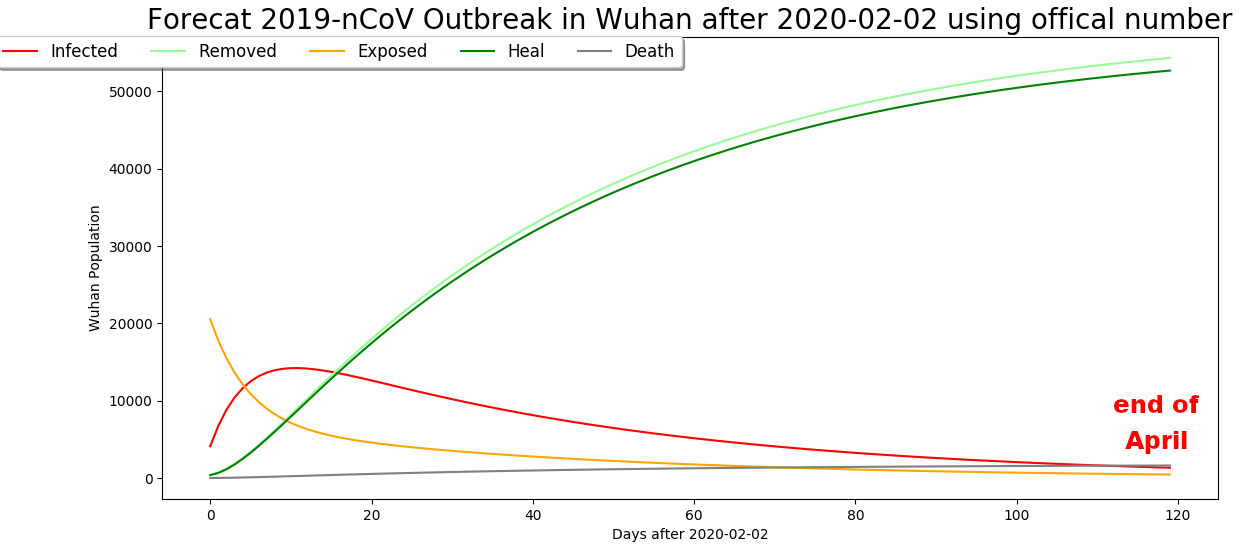 Forecat 2019-nCoV Outbreak in Wuhan after 2020-02-02 using offical number
Infected Removed Exposed Heal Death
50000
40000
30000
20000
10000
0
Wuhan Population
end of
April
0 20 40 60 80 100 120
Days after 2020-02-02